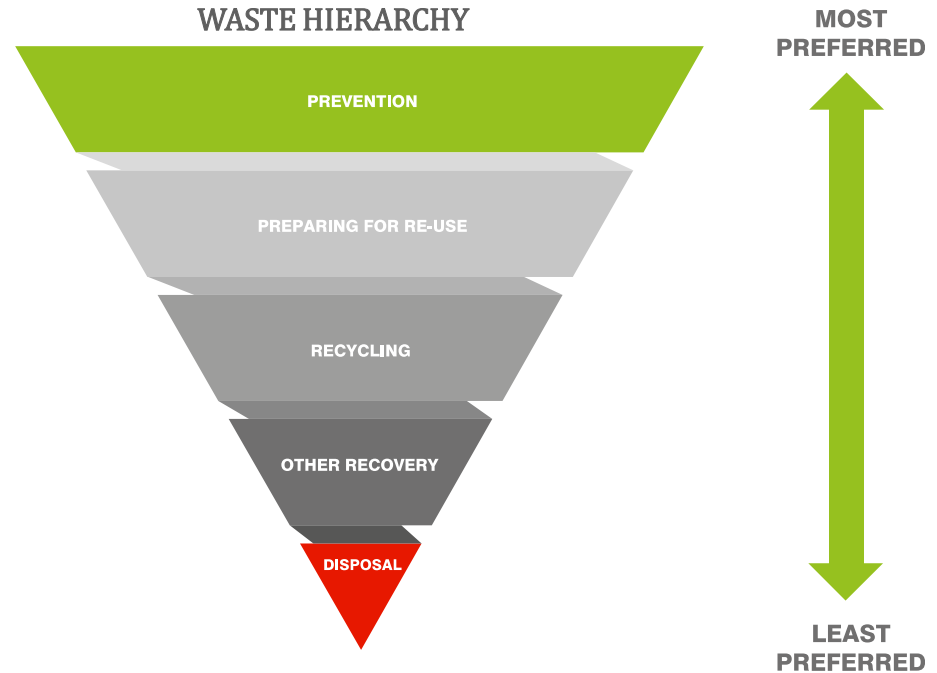 WASTE HIERARCHY
MOST
PREFERRED
PREVENTION
PREPARING FOR RE-USE
RECYCLING
OTHER RECOVERY
DISPOSAL
LEAST
PREFERRED